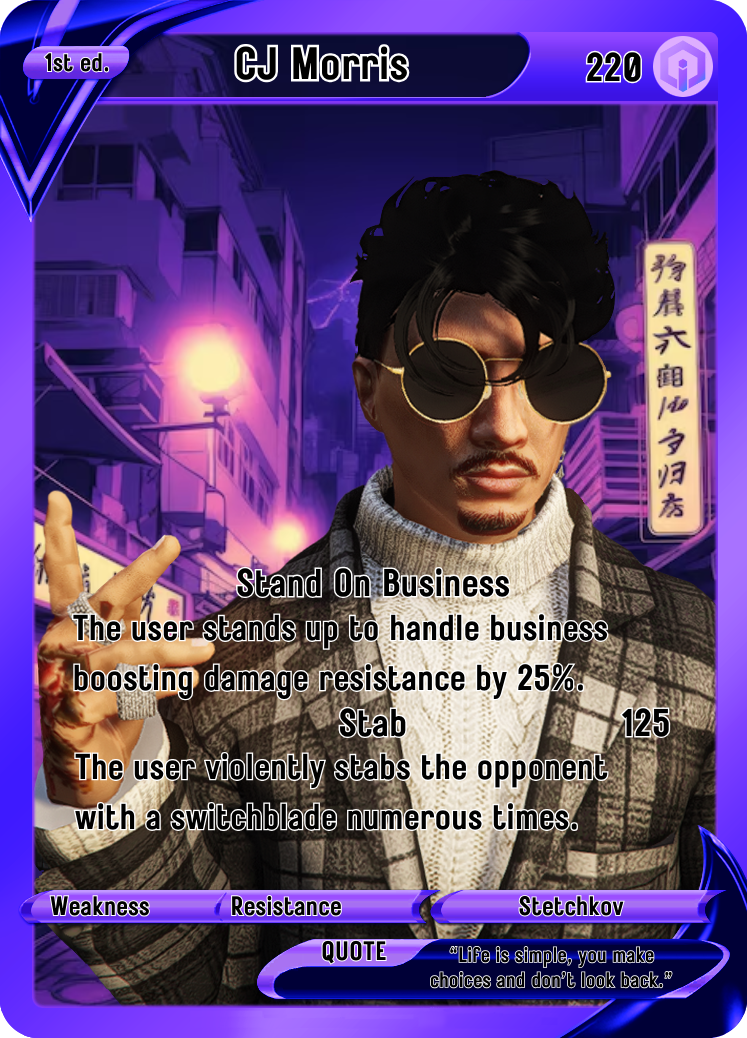 1st ed.
CJ Morris
220
Stand On Business
The user stands up to handle business
boosting damage resistance by 25%.
Stab 125
The user violently stabs the opponent
with a switchblade numerous times.
Weakness
Resistance
Stetchkov
QUOTE
“Life is simple, you make
choices and don't look back.”